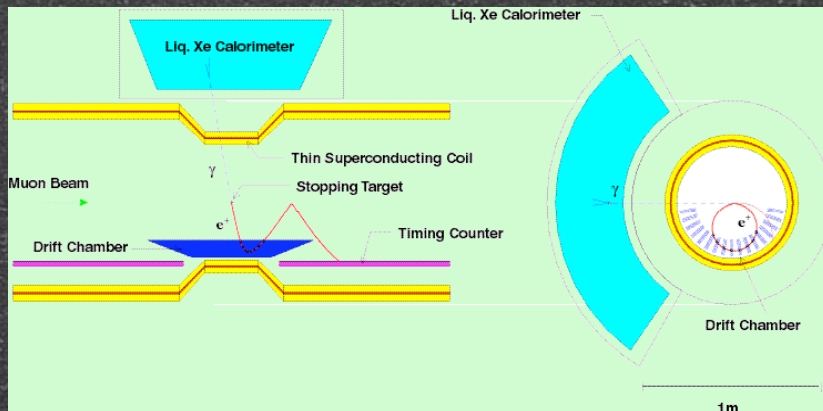 Liq. Xe Calorimeter
Liq. Xe Calorimeter
γ
Thin Superconducting Coil
Muon Beam
Stopping Target
e+
Drift Chamber
Timing Counter
γ
e+
Drift Chamber
1m